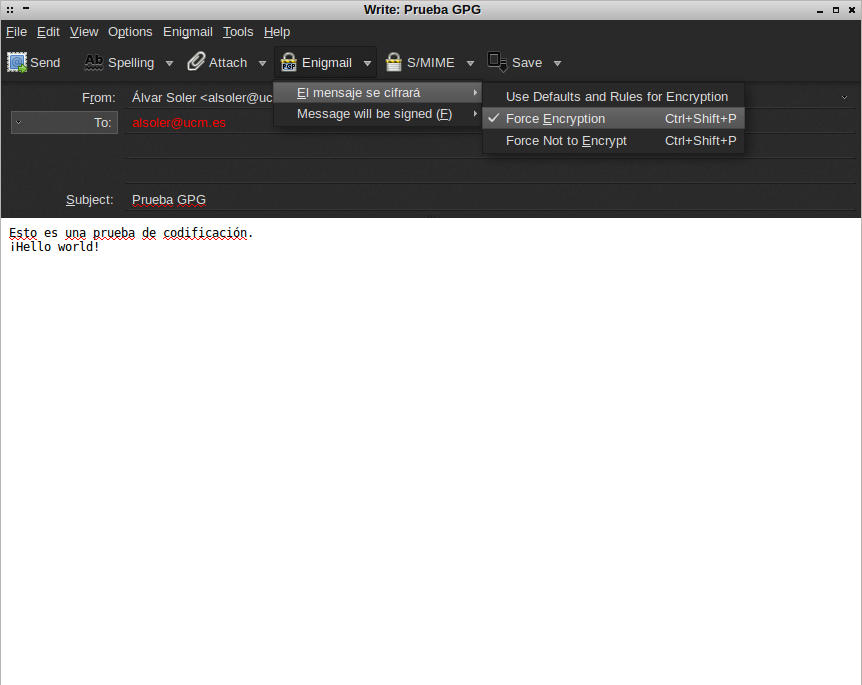 Write: Prueba GPG
File Edit View Options Enigmail Tools Help
Send Ab Spelling Attach PGP Enigmail S/MIME Save
From: Álvar Soler <alsoler@uc
El mensaje se cifrará
Message will be signed (F)
Use Defaults and Rules for Encryption
Force Encryption Ctrl+Shift+P
Force Not to Encrypt Ctrl+Shift+P
To: alsoler@ucm.es
Subject: Prueba GPG
Esto es una prueba de codificación.
¡Hello world!